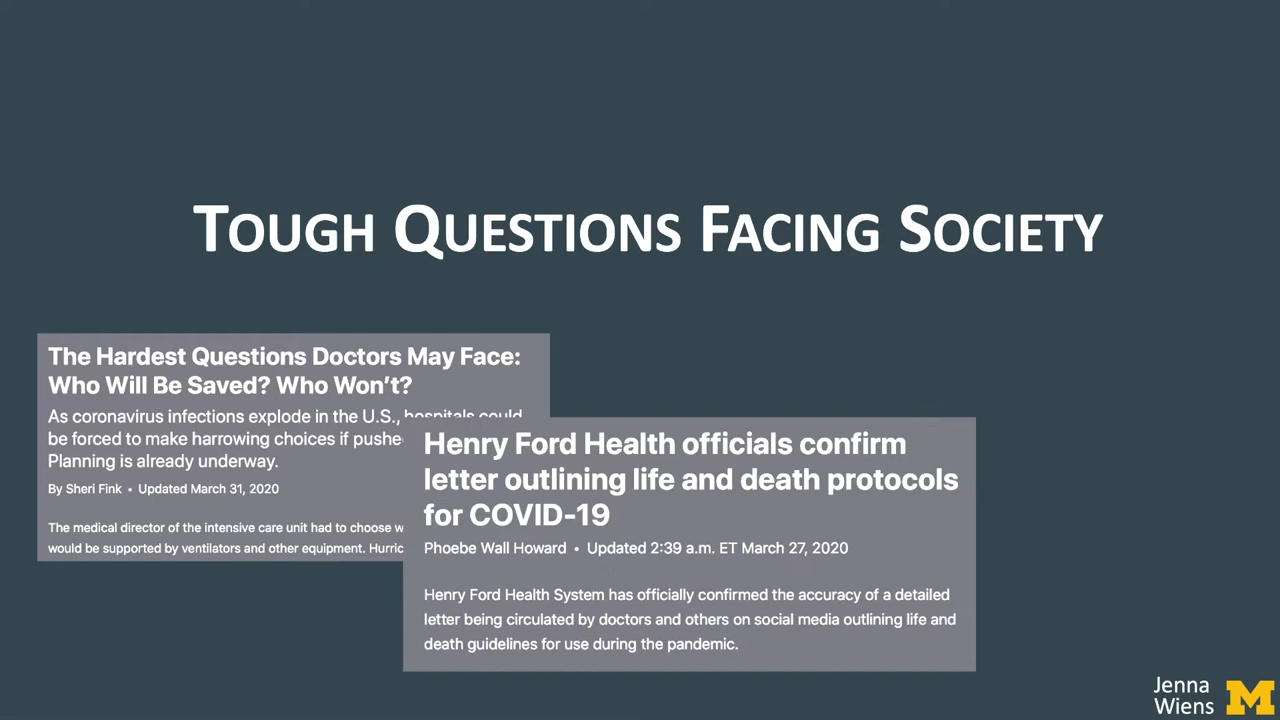 TOUGH QUESTIONS FACING SOCIETY
The Hardest Questions Doctors May Face:
Who Will Be Saved? Who Won't?
As coronavirus infections explode in the U.S., hospitals could
be forced to make harrowing choices if pushe
Planning is already underway.
By Sheri Fink • Updated March 31, 2020
The medical director of the intensive care unit had to choose w
would be supported by ventilators and other equipment. Hurric
Henry Ford Health officials confirm
letter outlining life and death protocols
for COVID-19
Phoebe Wall Howard • Updated 2:39 a.m. ET March 27, 2020
Henry Ford Health System has officially confirmed the accuracy of a detailed
letter being circulated by doctors and others on social media outlining life and
death guidelines for use during the pandemic.
Jenna
Wiens
M